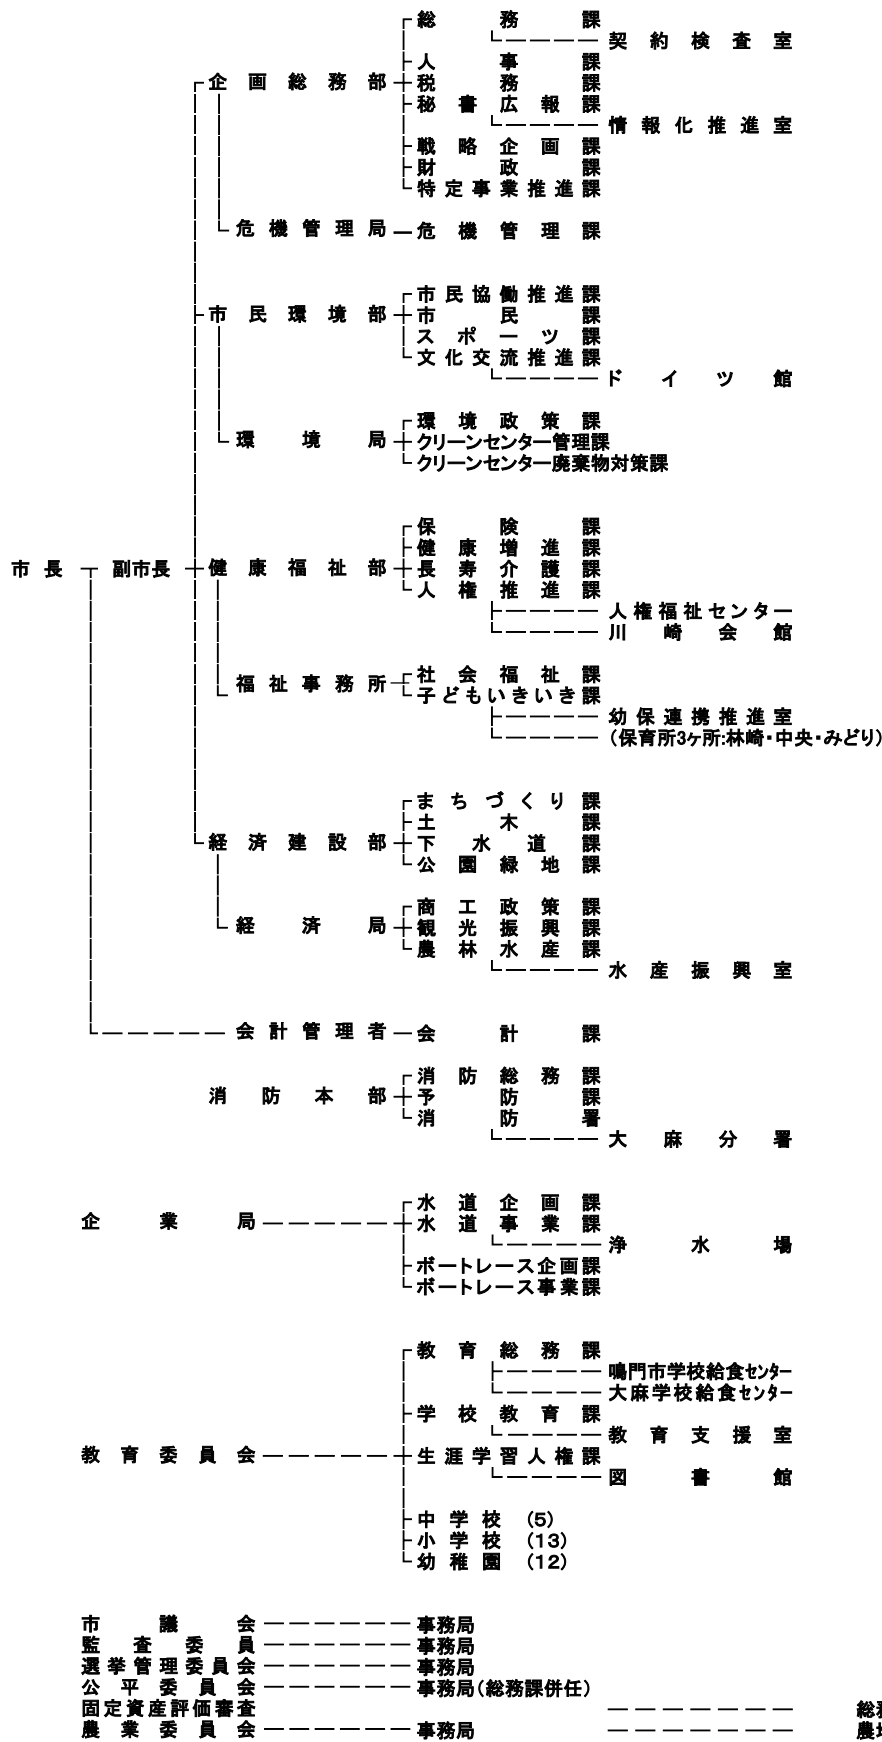 総務課
契約検査室
人事課
企画総務部 税務課
秘書広報課
情報化推進室
戦略企画課
財政課
特定事業推進課
危機管理局 危機管理課
市民協働推進課
市民環境部 市民課
スポーツ課
文化交流推進課
ドイツ館
環境政策課
環境局 クリーンセンター管理課
クリーンセンター廃棄物対策課
保険課
健康増進課
市長 副市長 健康福祉部 長寿介護課
人権推進課
人権福祉センター
川崎会館
福祉事務所 社会福祉課
子どもいきいき課
幼保連携推進室
(保育所3ヶ所:林崎・中央・みどり)
まちづくり課
土木課
経済建設部 下水道課
公園緑地課
商工政策課
経済局 観光振興課
農林水産課
水産振興室
会計管理者 会計課
消防総務課
消防本部 予防課
消防署
大麻分署
水道企画課
企業局 水道事業課
浄水場
ボートレース企画課
ボートレース事業課
教育総務課
鳴門市学校給食センター
大麻学校給食センター
学校教育課
教育支援室
教育委員会 生涯学習人権課
図書館
中学校 (5)
小学校 (13)
幼稚園 (12)
市議会 事務局
監査委員 事務局
選挙管理委員会 事務局
公平委員会 事務局(総務課併任)
固定資産評価審査 総
農業委員会 事務局 農